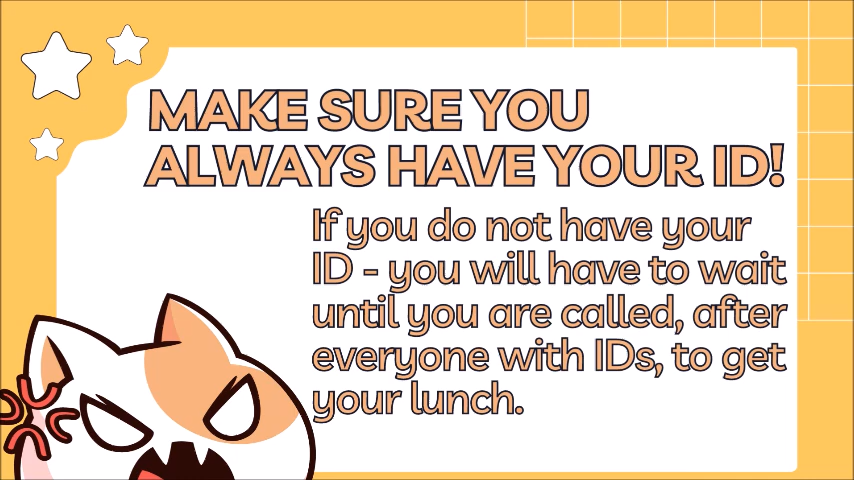 MAKE SURE YOU
ALWAYS HAVE YOUR ID!
If you do not have your
ID - you will have to wait
until you are called, after
everyone with IDs, to get
your lunch.